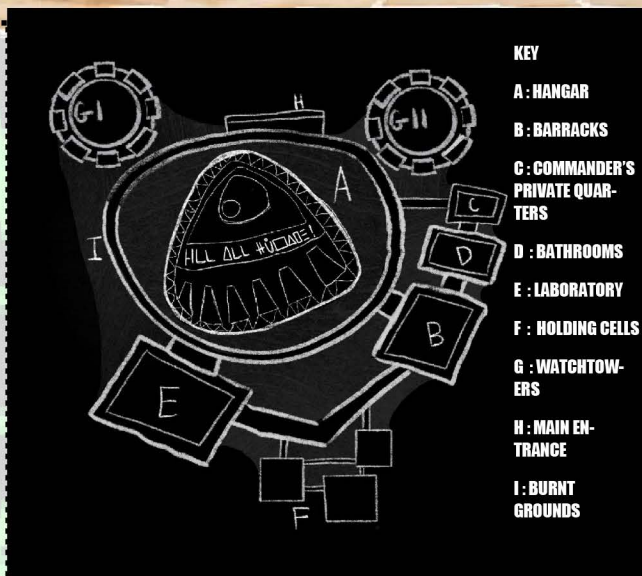 H
GI
GII
A
C
I
D
B
E
F
KEY
A : HANGAR
B : BARRACKS
C : COMMANDER'S
PRIVATE QUAR-
TERS
D : BATHROOMS
E : LABORATORY
F : HOLDING CELLS
G : WATCHTOW-
ERS
H : MAIN EN-
TRANCE
I : BURNT
GROUNDS